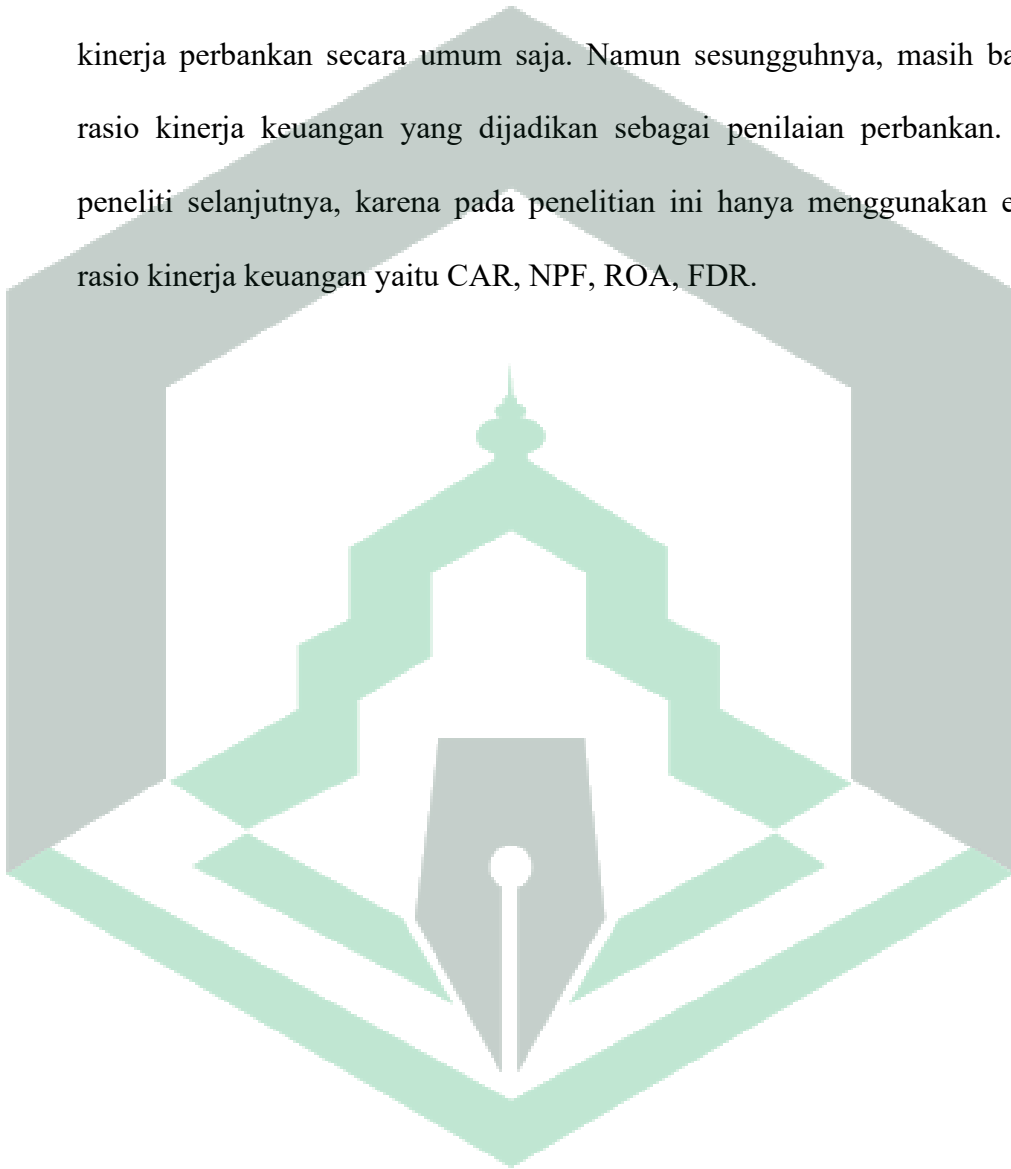 kinerja perbankan secara umum saja. Namun sesungguhnya, masih ba
rasio kinerja keuangan yang dijadikan sebagai penilaian perbankan.
peneliti selanjutnya, karena pada penelitian ini hanya menggunakan e
rasio kinerja keuangan yaitu CAR, NPF, ROA, FDR.